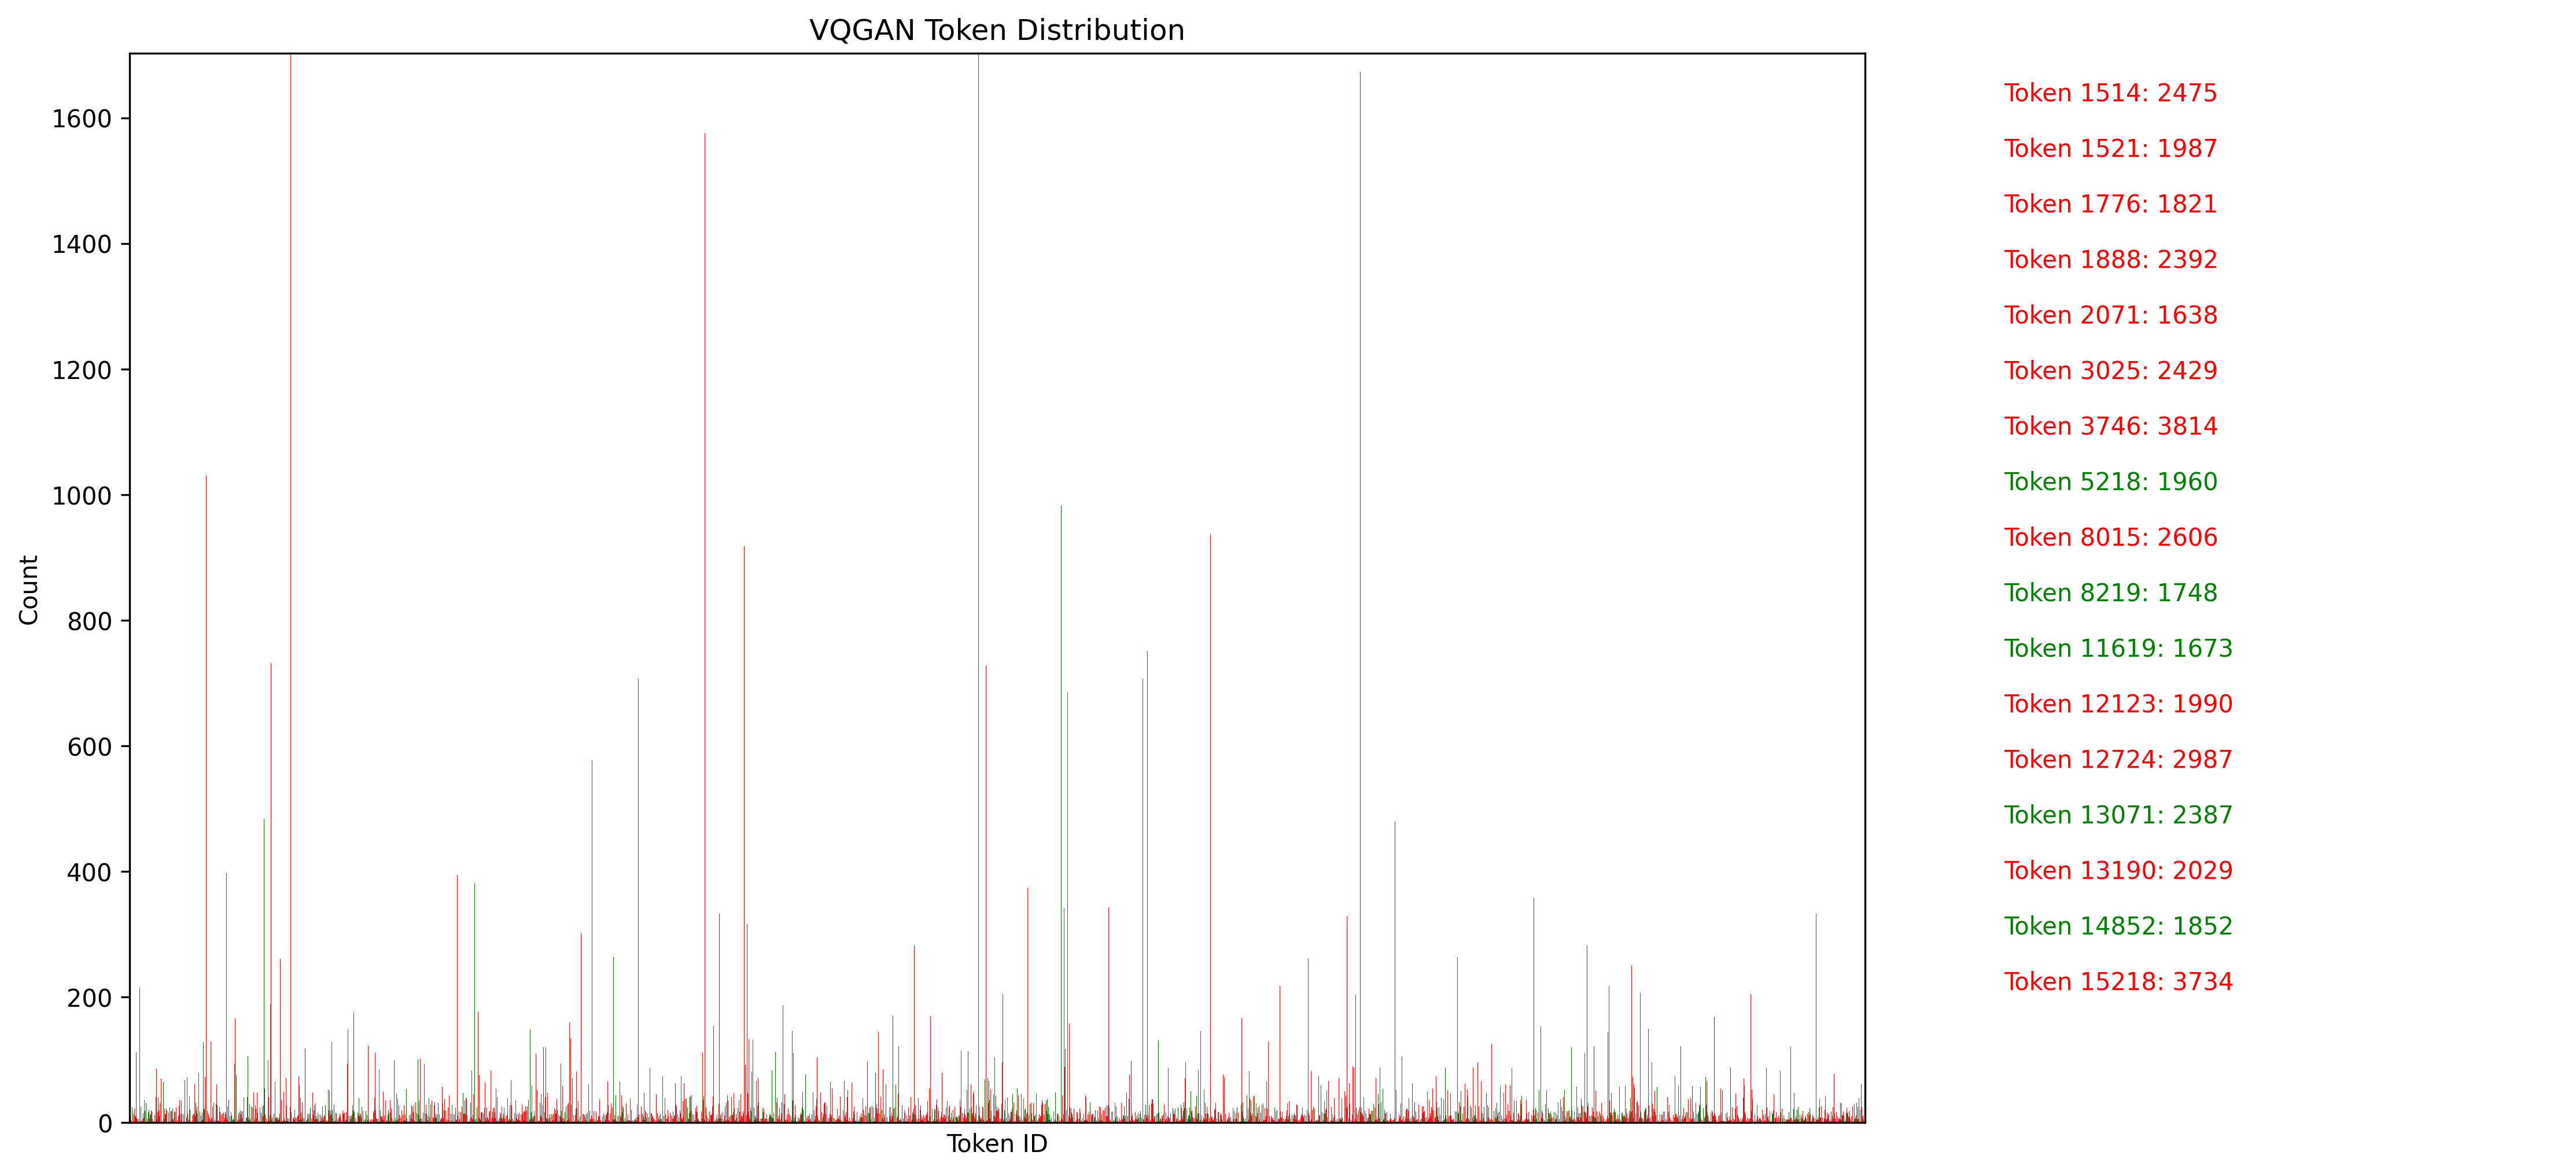 VQGAN Token Distribution
1600
1400
1200
1000
800
600
400
200
0
Count
Token ID
Token 1514: 2475
Token 1521: 1987
Token 1776: 1821
Token 1888: 2392
Token 2071: 1638
Token 3025: 2429
Token 3746: 3814
Token 5218: 1960
Token 8015: 2606
Token 8219: 1748
Token 11619: 1673
Token 12123: 1990
Token 12724: 2987
Token 13071: 2387
Token 13190: 2029
Token 14852: 1852
Token 15218: 3734